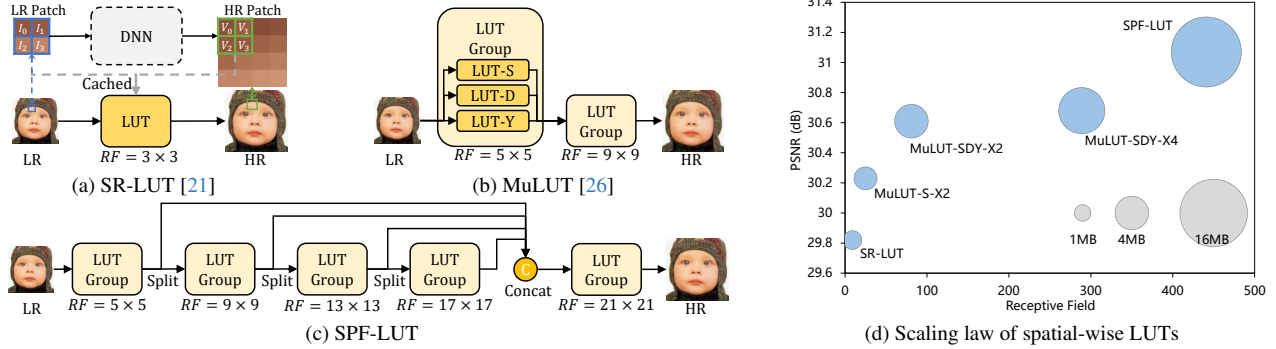 LR Patch
HR Patch
I₀ I₁
I₂ I₃
DNN
V₀ V₁
V₂ V₃
Cached
LUT
LR
RF = 3 × 3
HR
(a) SR-LUT [21]
LUT
Group
LUT-S
LUT-D
LUT-Y
LUT
Group
LR
RF = 5 × 5
RF = 9 × 9
HR
(b) MuLUT [26]
LUT
Group
Split
LUT
Group
Split
LUT
Group
Split
LUT
Group
C
Concat
LUT
Group
LR
RF = 5 × 5
RF = 9 × 9
RF = 13 × 13
RF = 17 × 17
RF = 21 × 21
HR
(c) SPF-LUT
PSNR (dB)
31.4
31.2
31
30.8
30.6
30.4
30.2
30
29.8
29.6
SPF-LUT
MuLUT-SDY-X2
MuLUT-SDY-X4
MuLUT-S-X2
SR-LUT
1MB
4MB
16MB
0 100 200 300 400 500
Receptive Field
(d) Scaling law of spatial-wise LUTs